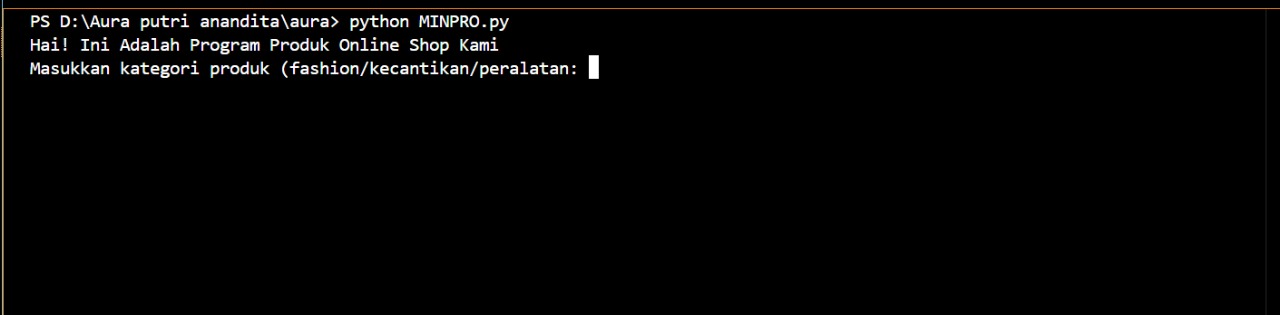 PS D:\Aura putri anandita\aura> python MINPRO.py
Hai! Ini Adalah Program Produk Online Shop Kami
Masukkan kategori produk (fashion/kecantikan/peralatan: